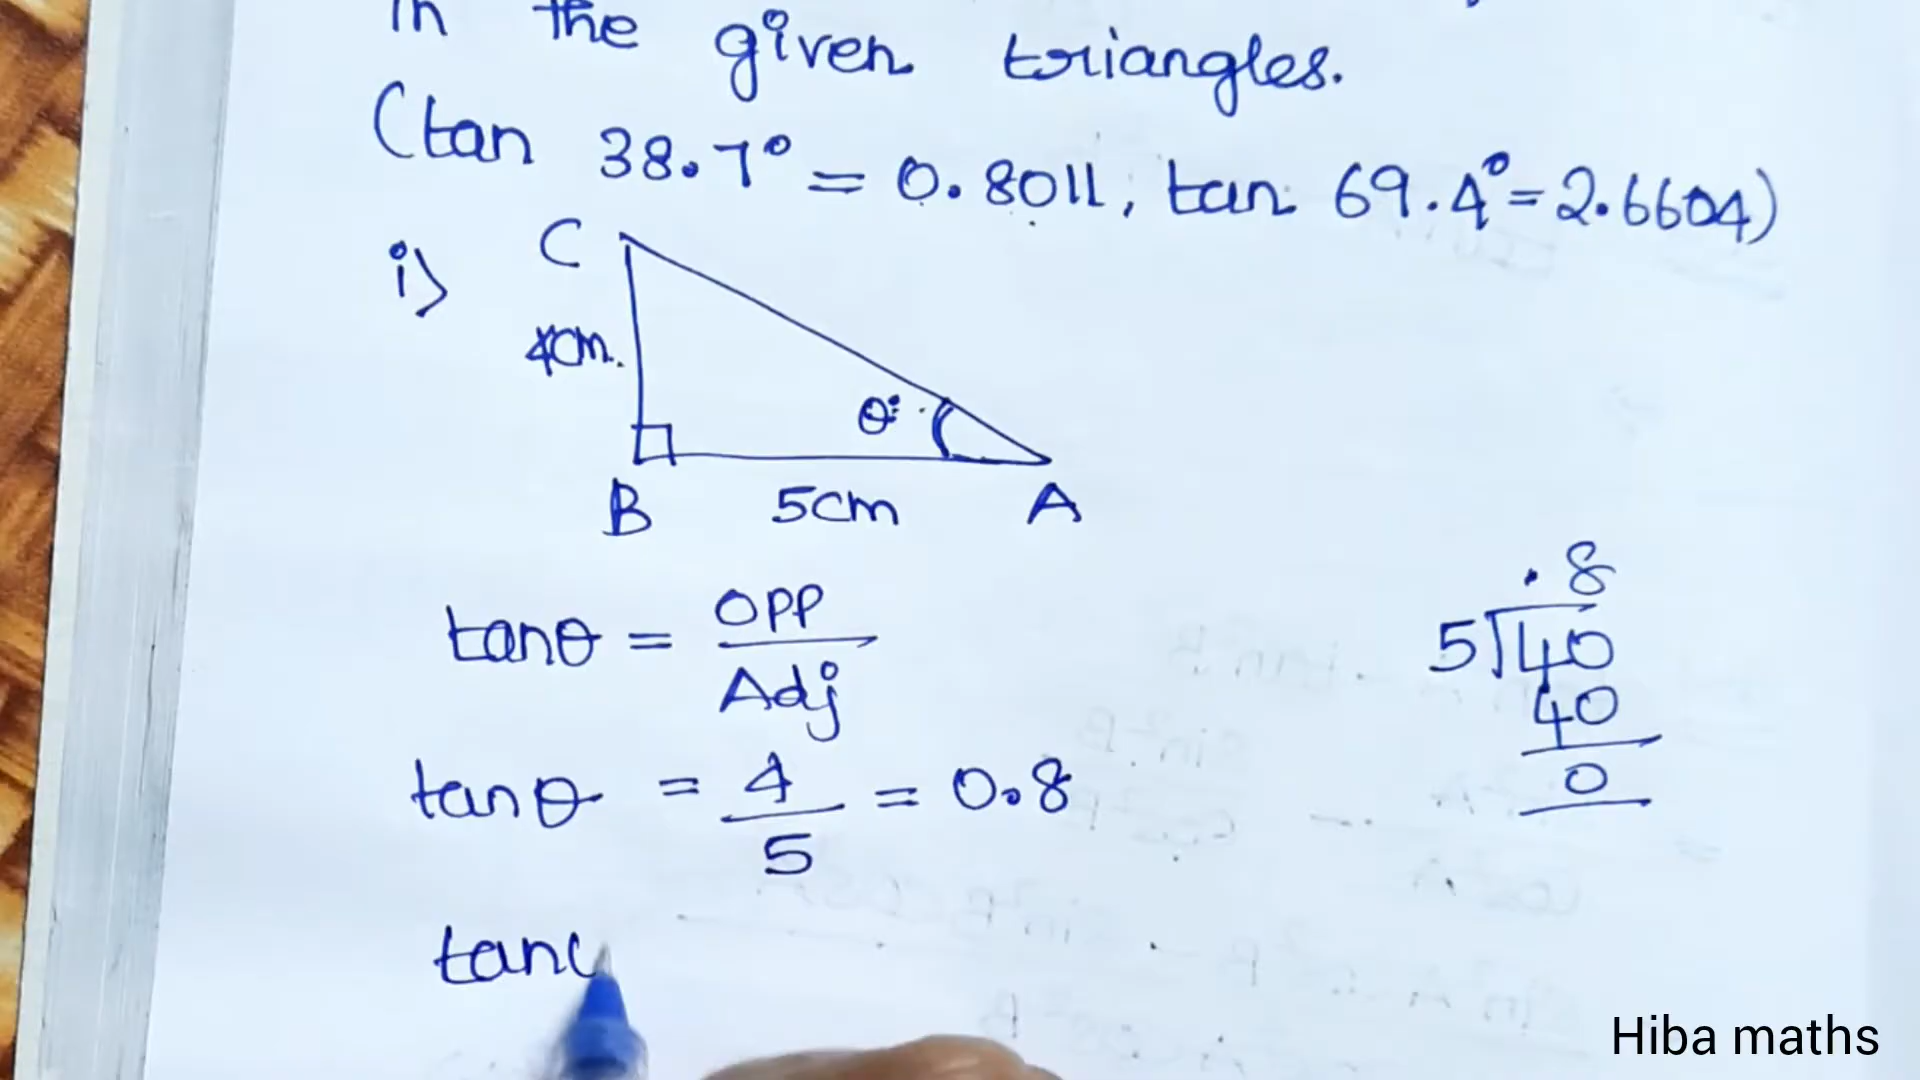 in the given triangles.
(tan 38.7° = 0.8011, tan 69.4° = 2.6604)
i)
C
4cm.
θ°
B 5cm A
tanθ = opp
Adj
tanθ = 4 = 0.8
5
tan
.8
5 40
40
0
Hiba maths